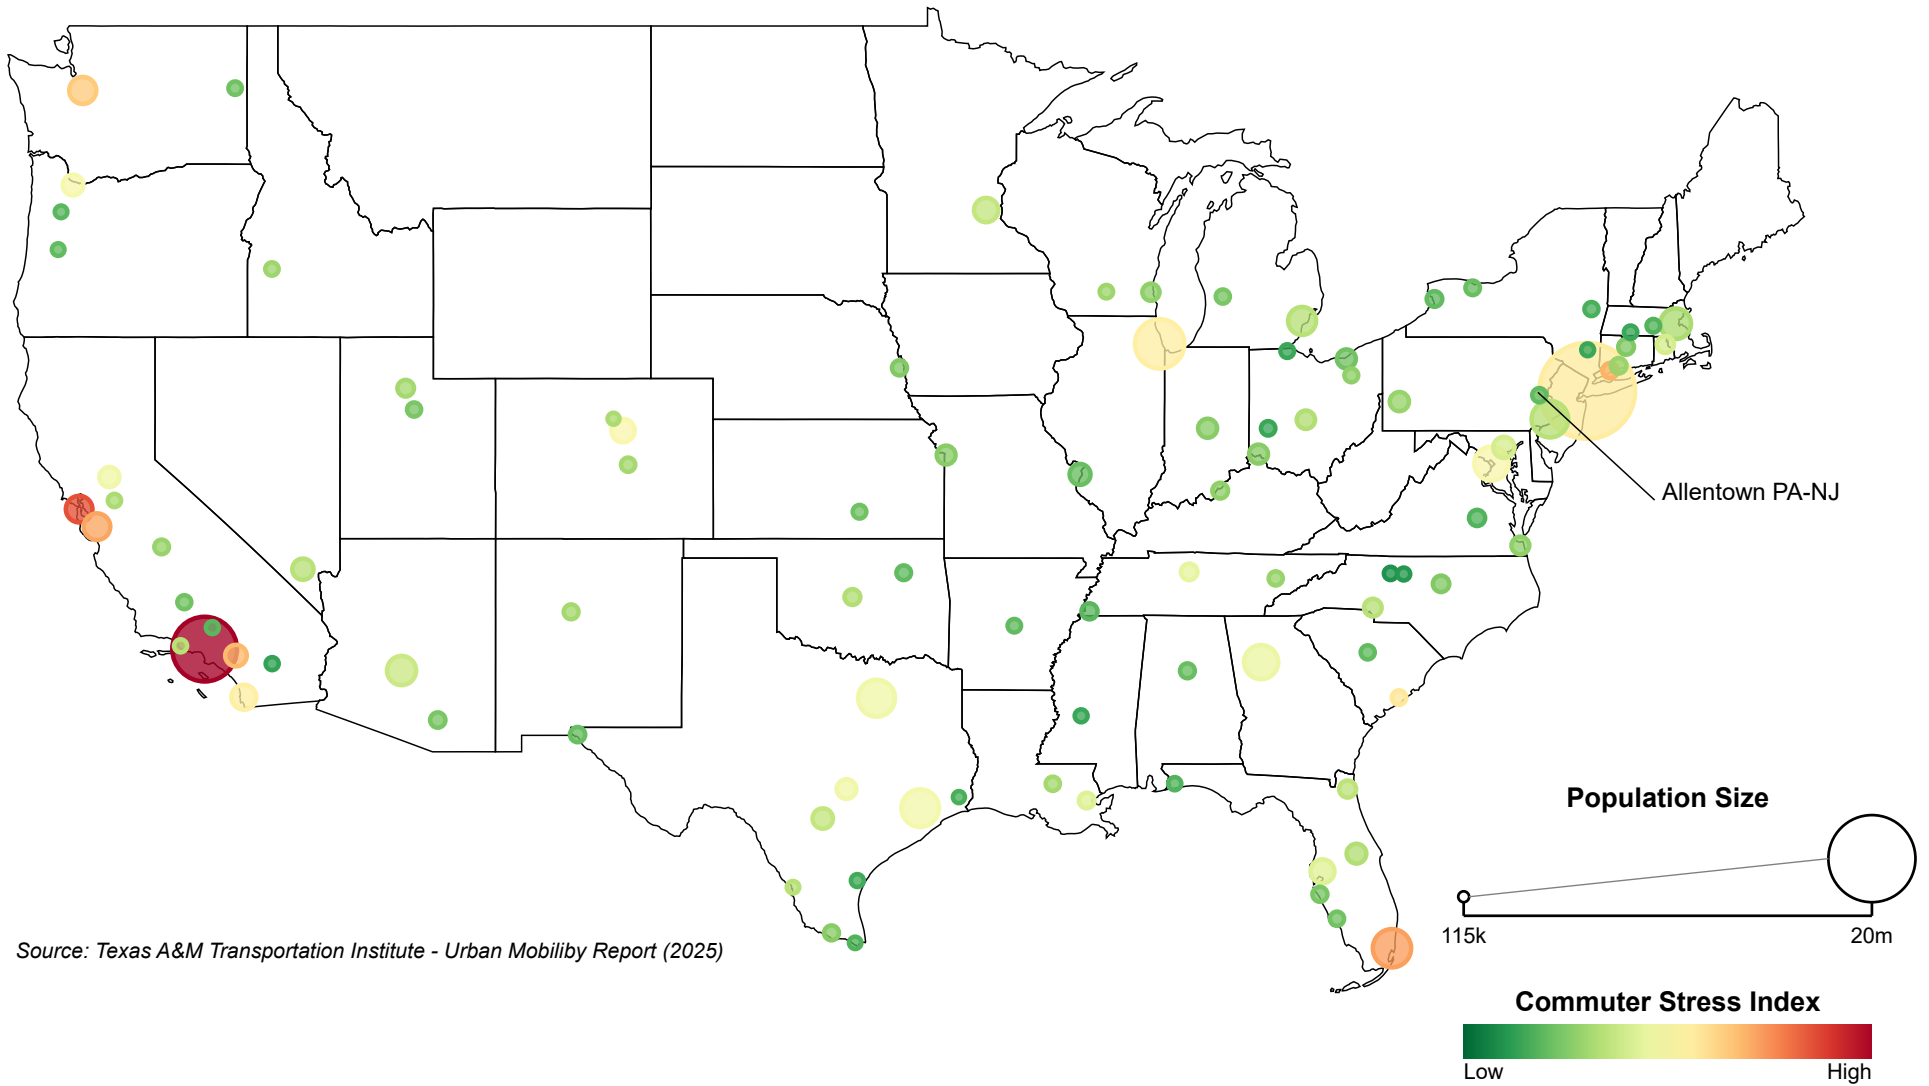 Allentown PA-NJ
Population Size
115k
20m
Source: Texas A&M Transportation Institute - Urban Mobiliby Report (2025)
Commuter Stress Index
Low
High